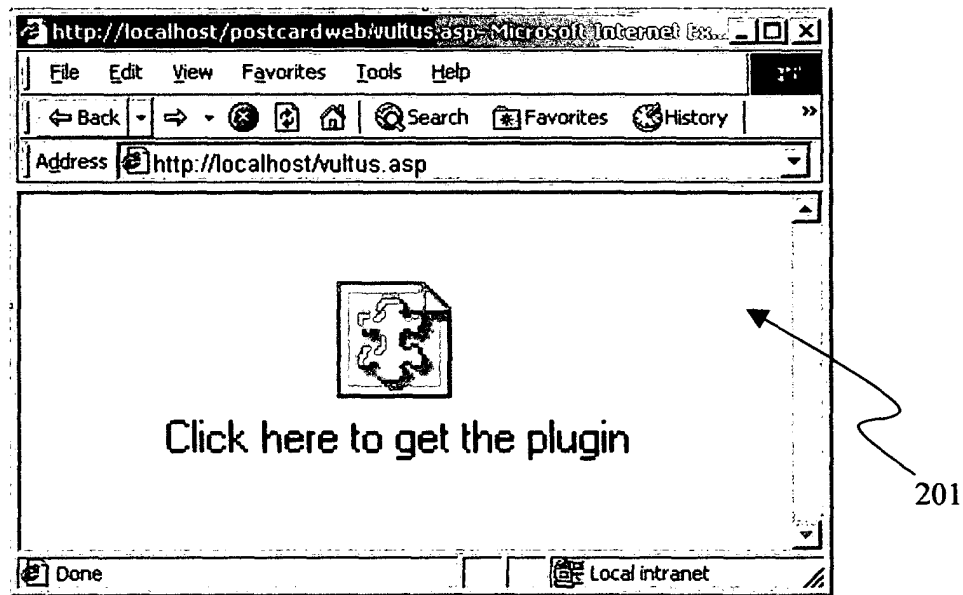 http://localhost/postcardweb/vultus.asp - Microsoft Internet Ex...
File Edit View Favorites Tools Help
Back Search Favorites History »
Address http://localhost/vultus.asp
Click here to get the plugin
201
Done Local intranet